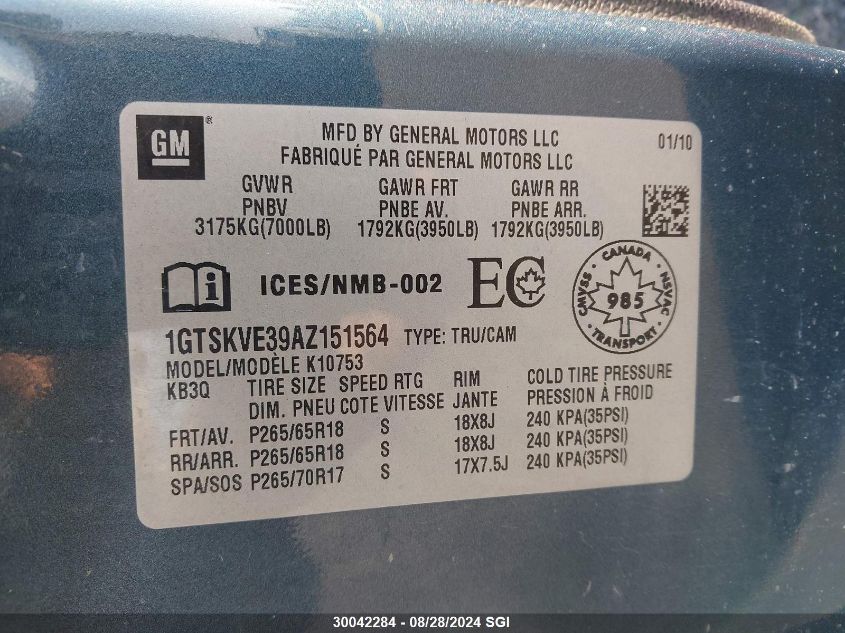 GM ®
MFD BY GENERAL MOTORS LLC 01/10
FABRIQUÉ PAR GENERAL MOTORS LLC
GVWR GAWR FRT GAWR RR
PNBV PNBE AV. PNBE ARR.
3175KG(7000LB) 1792KG(3950LB) 1792KG(3950LB)
i ICES/NMB-002 EC
CANADA
CMVSS 985 NSVAC
TRANSPORT
1GTSKVE39AZ151564 TYPE: TRU/CAM
MODEL/MODÈLE K10753
KB3Q TIRE SIZE SPEED RTG RIM COLD TIRE PRESSURE
DIM. PNEU COTE VITESSE JANTE PRESSION À FROID
FRT/AV. P265/65R18 S 18X8J 240 KPA(35PSI)
RR/ARR. P265/65R18 S 18X8J 240 KPA(35PSI)
SPA/SOS P265/70R17 S 17X7.5J 240 KPA(35PSI)
30042284 - 08/28/2024 SGI